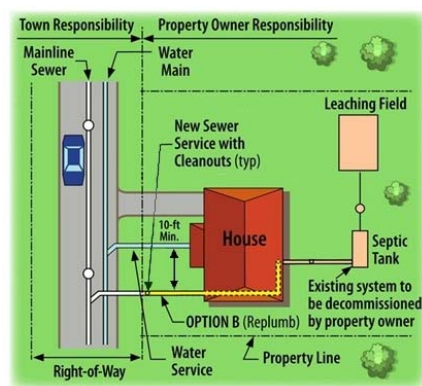 Town Responsibility
Property Owner Responsibility
Mainline
Sewer
Water
Main
Leaching Field
New Sewer
Service with
Cleanouts (typ)
10-ft
Min.
House
Septic
Tank
Existing system to
be decommissioned
by property owner
OPTION B (Replumb)
Water
Service
Property Line
Right-of-Way